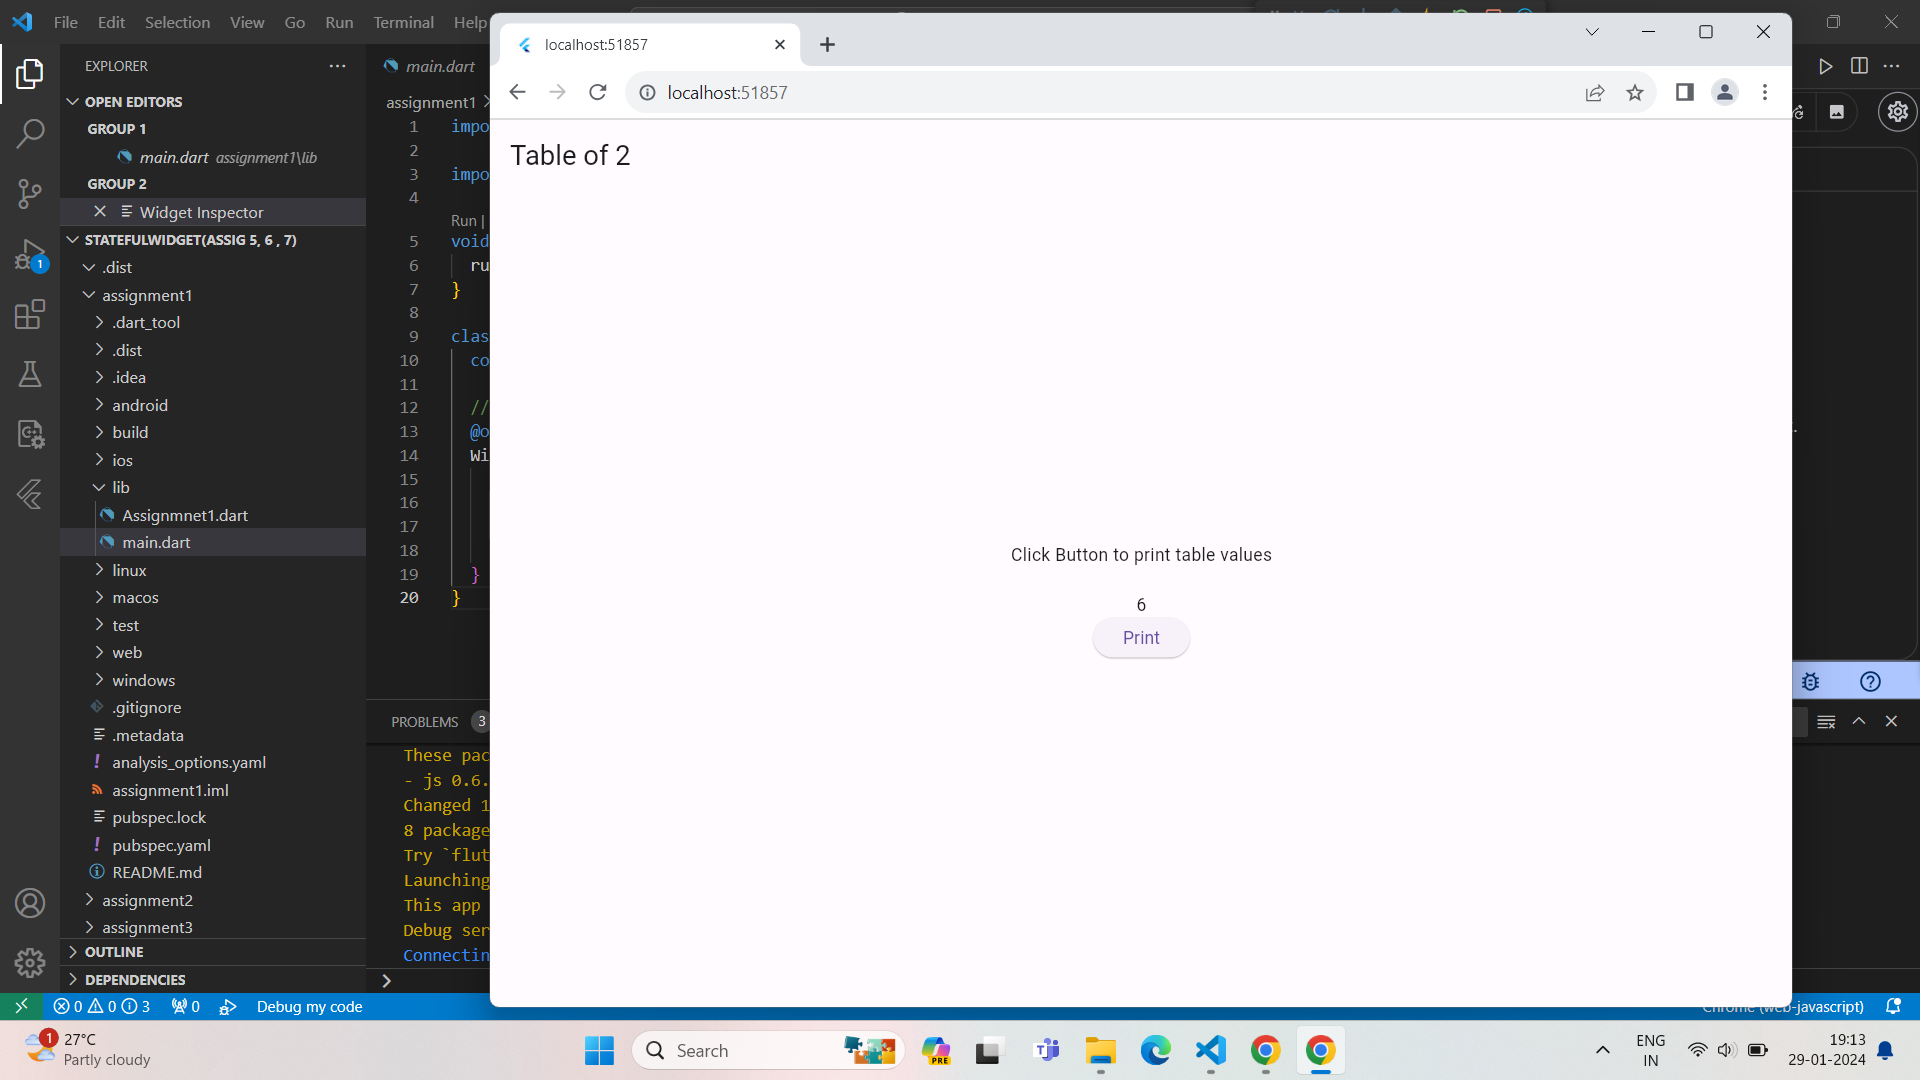 File Edit Selection View Go Run Terminal Help
EXPLORER
OPEN EDITORS
GROUP 1
main.dart assignment1\lib
GROUP 2
Widget Inspector
STATEFULWIDGET(ASSIG 5, 6 , 7)
.dist
assignment1
.dart_tool
.dist
.idea
android
build
ios
lib
Assignmnet1.dart
main.dart
linux
macos
test
web
windows
.gitignore
.metadata
analysis_options.yaml
assignment1.iml
pubspec.lock
pubspec.yaml
README.md
assignment2
assignment3
OUTLINE
DEPENDENCIES
1
main.dart
assignment1
1 impo
2
3 impo
4
Run |
5 void
6 ru
7 }
8
9 clas
10 co
11
12 //
13 @o
14 Wi
15
16
17
18
19 }
20 }
PROBLEMS 3
These pac
- js 0.6.
Changed 1
8 package
Try `flut
Launching
This app
Debug ser
Connectin
localhost:51857
localhost:51857
Table of 2
Click Button to print table values
6
Print
0 0 3 0 Debug my code
Chrome (web-javascript)
1
27°C
Partly cloudy
Search
PRE
ENG
IN
19:13
29-01-2024